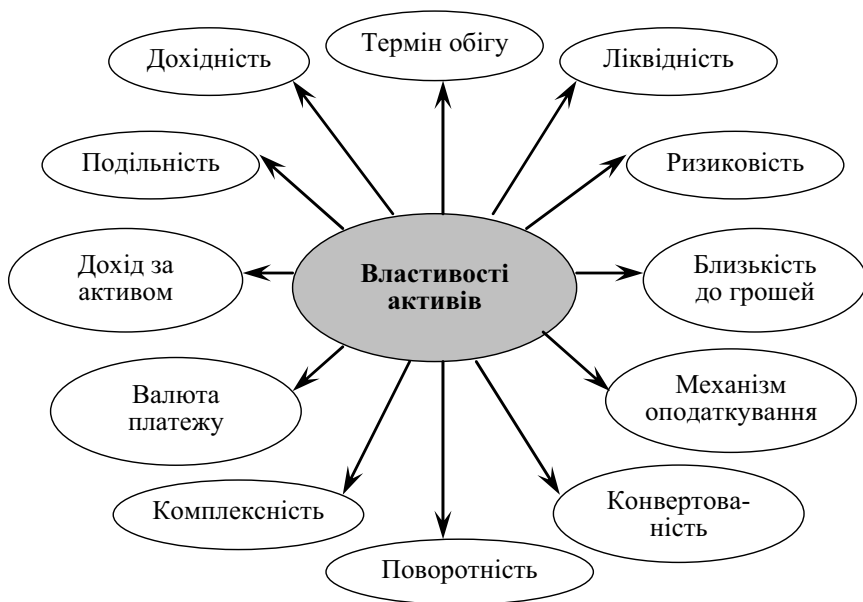 Термін обігу
Дохідність
Ліквідність
Подільність
Ризиковість
Дохід за
активом
Властивості
активів
Близькість
до грошей
Валюта
платежу
Механізм
оподаткування
Комплексність
Конвертова-
ність
Поворотність